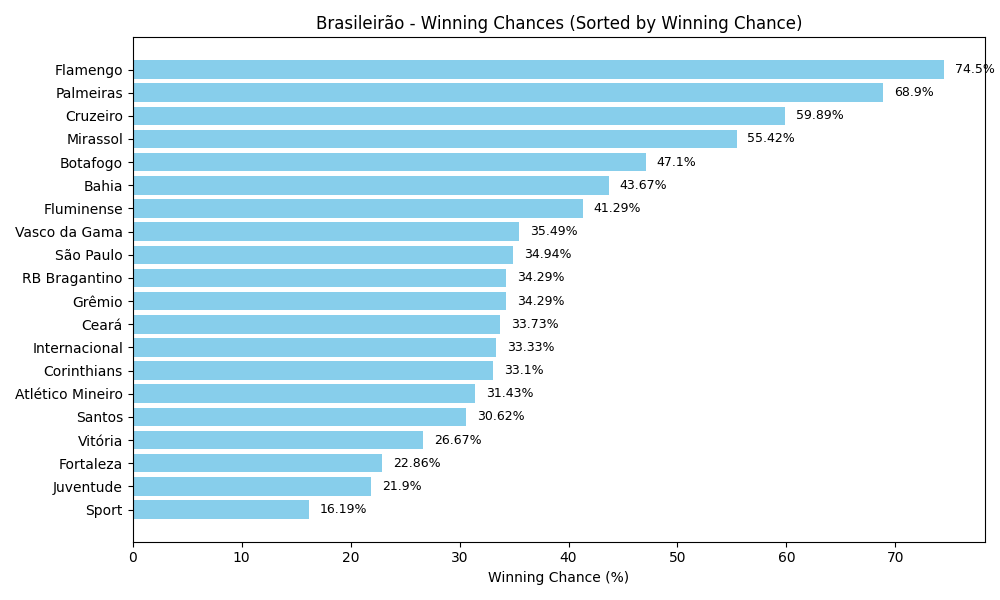 Brasileirão - Winning Chances (Sorted by Winning Chance)
Flamengo 74.5%
Palmeiras 68.9%
Cruzeiro 59.89%
Mirassol 55.42%
Botafogo 47.1%
Bahia 43.67%
Fluminense 41.29%
Vasco da Gama 35.49%
São Paulo 34.94%
RB Bragantino 34.29%
Grêmio 34.29%
Ceará 33.73%
Internacional 33.33%
Corinthians 33.1%
Atlético Mineiro 31.43%
Santos 30.62%
Vitória 26.67%
Fortaleza 22.86%
Juventude 21.9%
Sport 16.19%
0 10 20 30 40 50 60 70
Winning Chance (%)